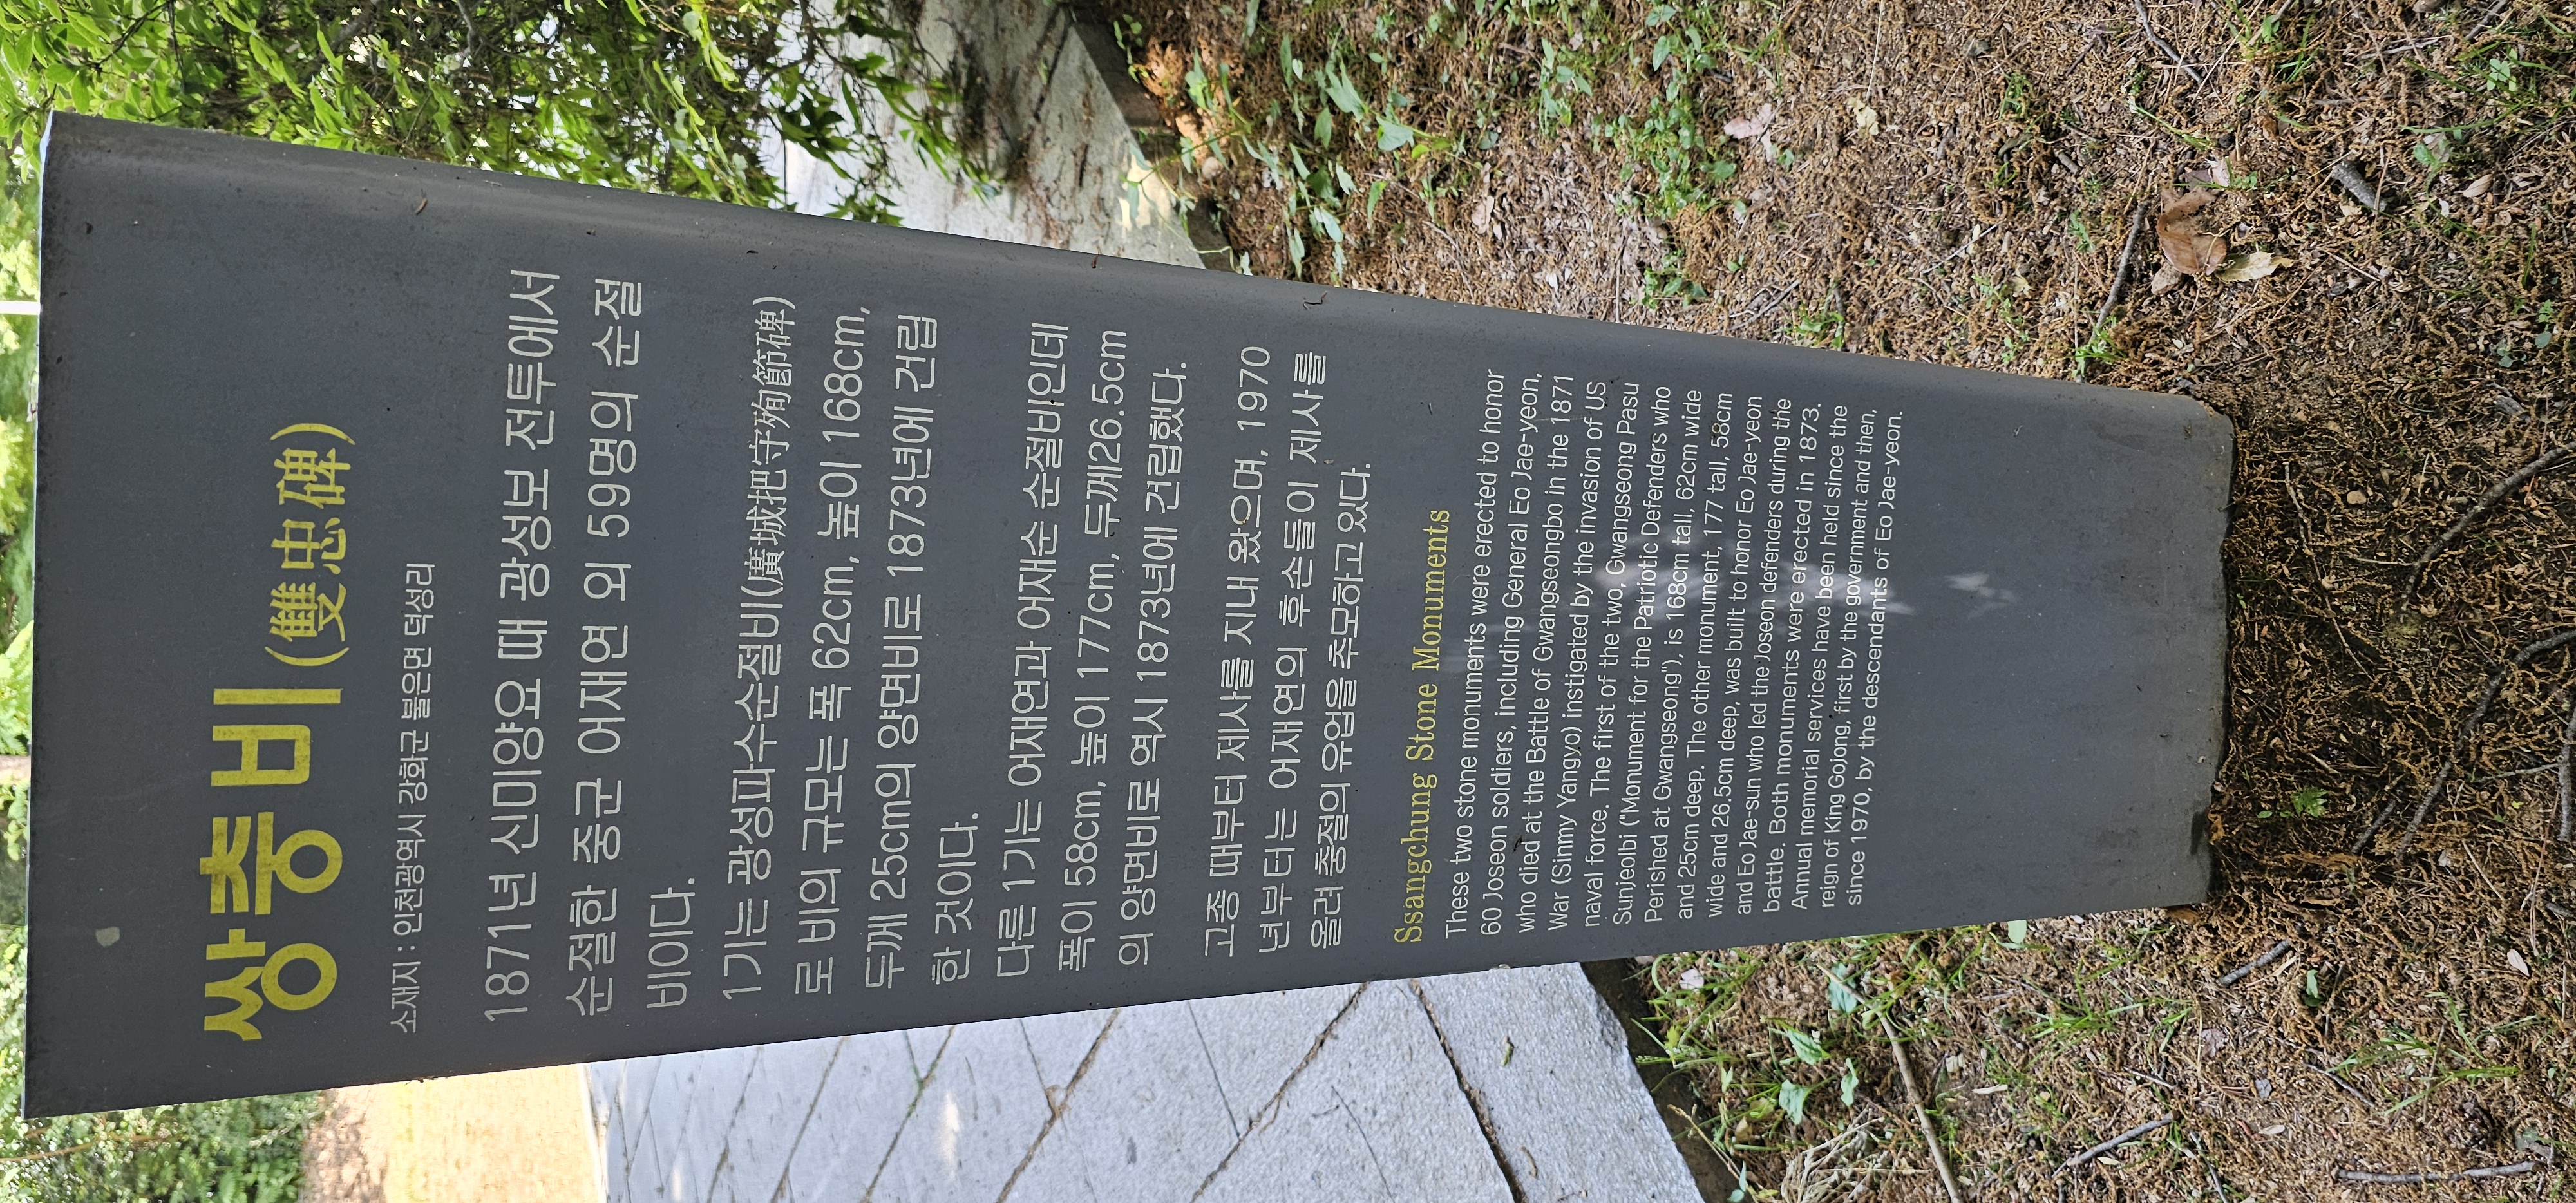 쌍충비(雙忠碑)
소재지 : 인천광역시 강화군 불은면 덕성리
1871년 신미양요 때 광성보 전투에서
순절한 중군 어재연 외 59명의 순절
비이다.
1기는 광성파수순절비(廣城把守殉節碑)
로 비의 규모는 폭 62cm, 높이 168cm,
두께 25cm의 양면비로 1873년에 건립
한 것이다.
다른 1기는 어재연과 어재순 순절비인데
폭이 58cm, 높이 177cm, 두께26.5cm
의 양면비로 역시 1873년에 건립했다.
고종 때부터 제사를 지내 왔으며, 1970
년부터는 어재연의 후손들이 제사를
올려 충절의 유업을 추모하고 있다.
Ssangchung Stone Monuments
These two stone monuments were erected to honor
60 Joseon soldiers, including General Eo Jae-yeon,
who died at the Battle of Gwangseongbo in the 1871
War (Sinmy Yangyo) instigated by the invasion of US
naval force. The first of the two, Gwangseong Pasu
Sunjeolbi ("Monument for the Patriotic Defenders who
Perished at Gwangseong"), is 168cm tall, 62cm wide
and 25cm deep. The other monument, 177 tall, 58cm
wide and 26.5cm deep, was built to honor Eo Jae-yeon
and Eo Jae-sun who led the Joseon defenders during the
battle. Both monuments were erected in 1873.
Annual memorial services have been held since the
reign of King Gojong, first by the government and then,
since 1970, by the descendants of Eo Jae-yeon.